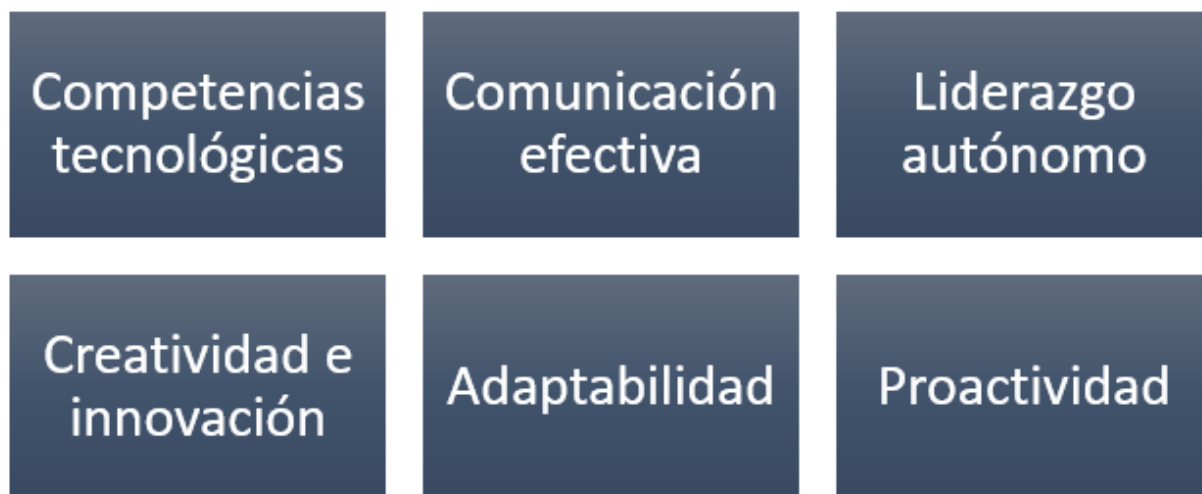 Competencias
tecnológicas
Comunicación
efectiva
Liderazgo
autónomo
Creatividad e
innovación
Adaptabilidad
Proactividad